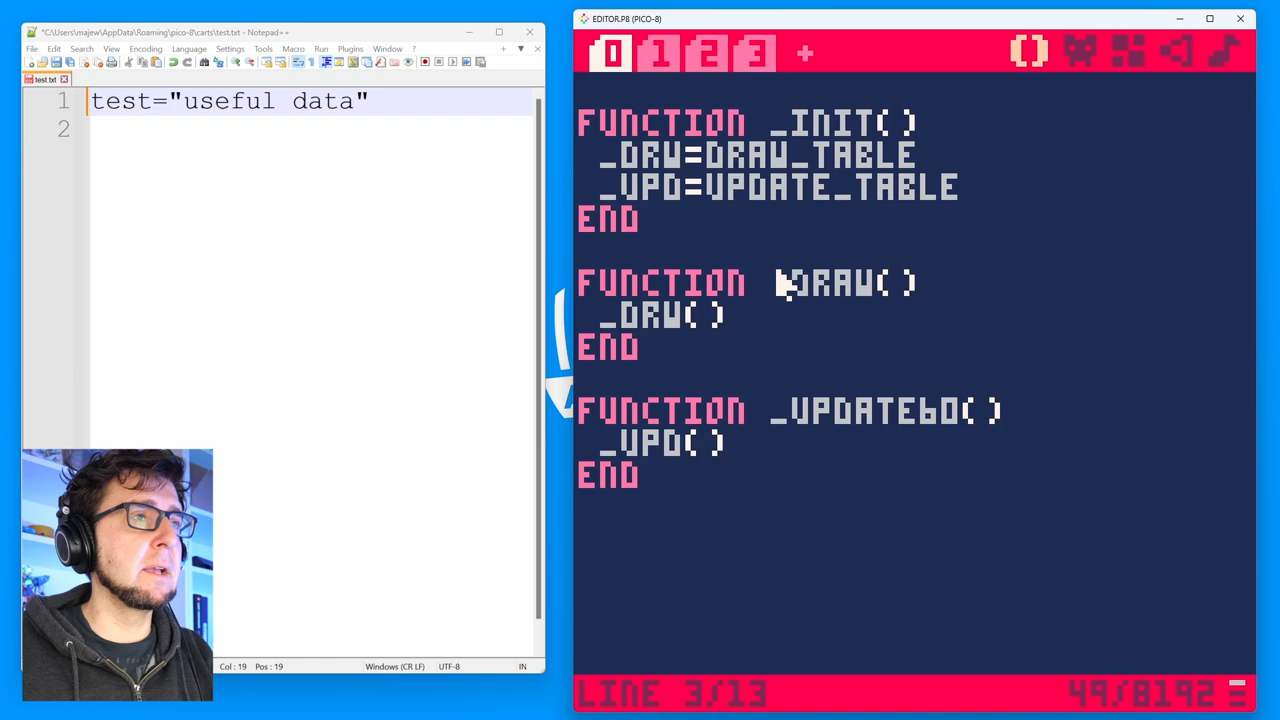 *C:\Users\majew\AppData\Roaming\pico-8\carts\test.txt - Notepad++
File Edit Search View Encoding Language Settings Tools Macro Run Plugins Window ?
test.txt
1 test="useful data"
2
Col : 19 Pos : 19 Windows (CR LF) UTF-8 IN
EDITOR.P8 (PICO-8)
0 1 2 3 +
FUNCTION _INIT()
_DRW=DRAW_TABLE
_UPD=UPDATE_TABLE
END
FUNCTION _DRAW()
_DRW()
END
FUNCTION _UPDATE60()
_UPD()
END
LINE 3/13 49/8192